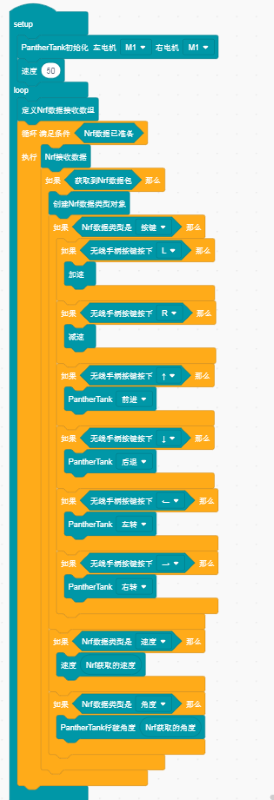 setup
PantherTank初始化 左电机 M1 右电机 M1
速度 50
loop
定义Nrf数据接收数组
循环 满足条件 Nrf数据已准备
执行 Nrf接收数据
如果 获取到Nrf数据包 那么
创建Nrf数据类型对象
如果 Nrf数据类型是 按键 那么
如果 无线手柄按键按下 L 那么
加速
如果 无线手柄按键按下 R 那么
减速
如果 无线手柄按键按下 ↑ 那么
PantherTank 前进
如果 无线手柄按键按下 ↓ 那么
PantherTank 后退
如果 无线手柄按键按下 ← 那么
PantherTank 左转
如果 无线手柄按键按下 → 那么
PantherTank 右转
如果 Nrf数据类型是 速度 那么
速度 Nrf获取的速度
如果 Nrf数据类型是 角度 那么
PantherTank行驶角度 Nrf获取的角度